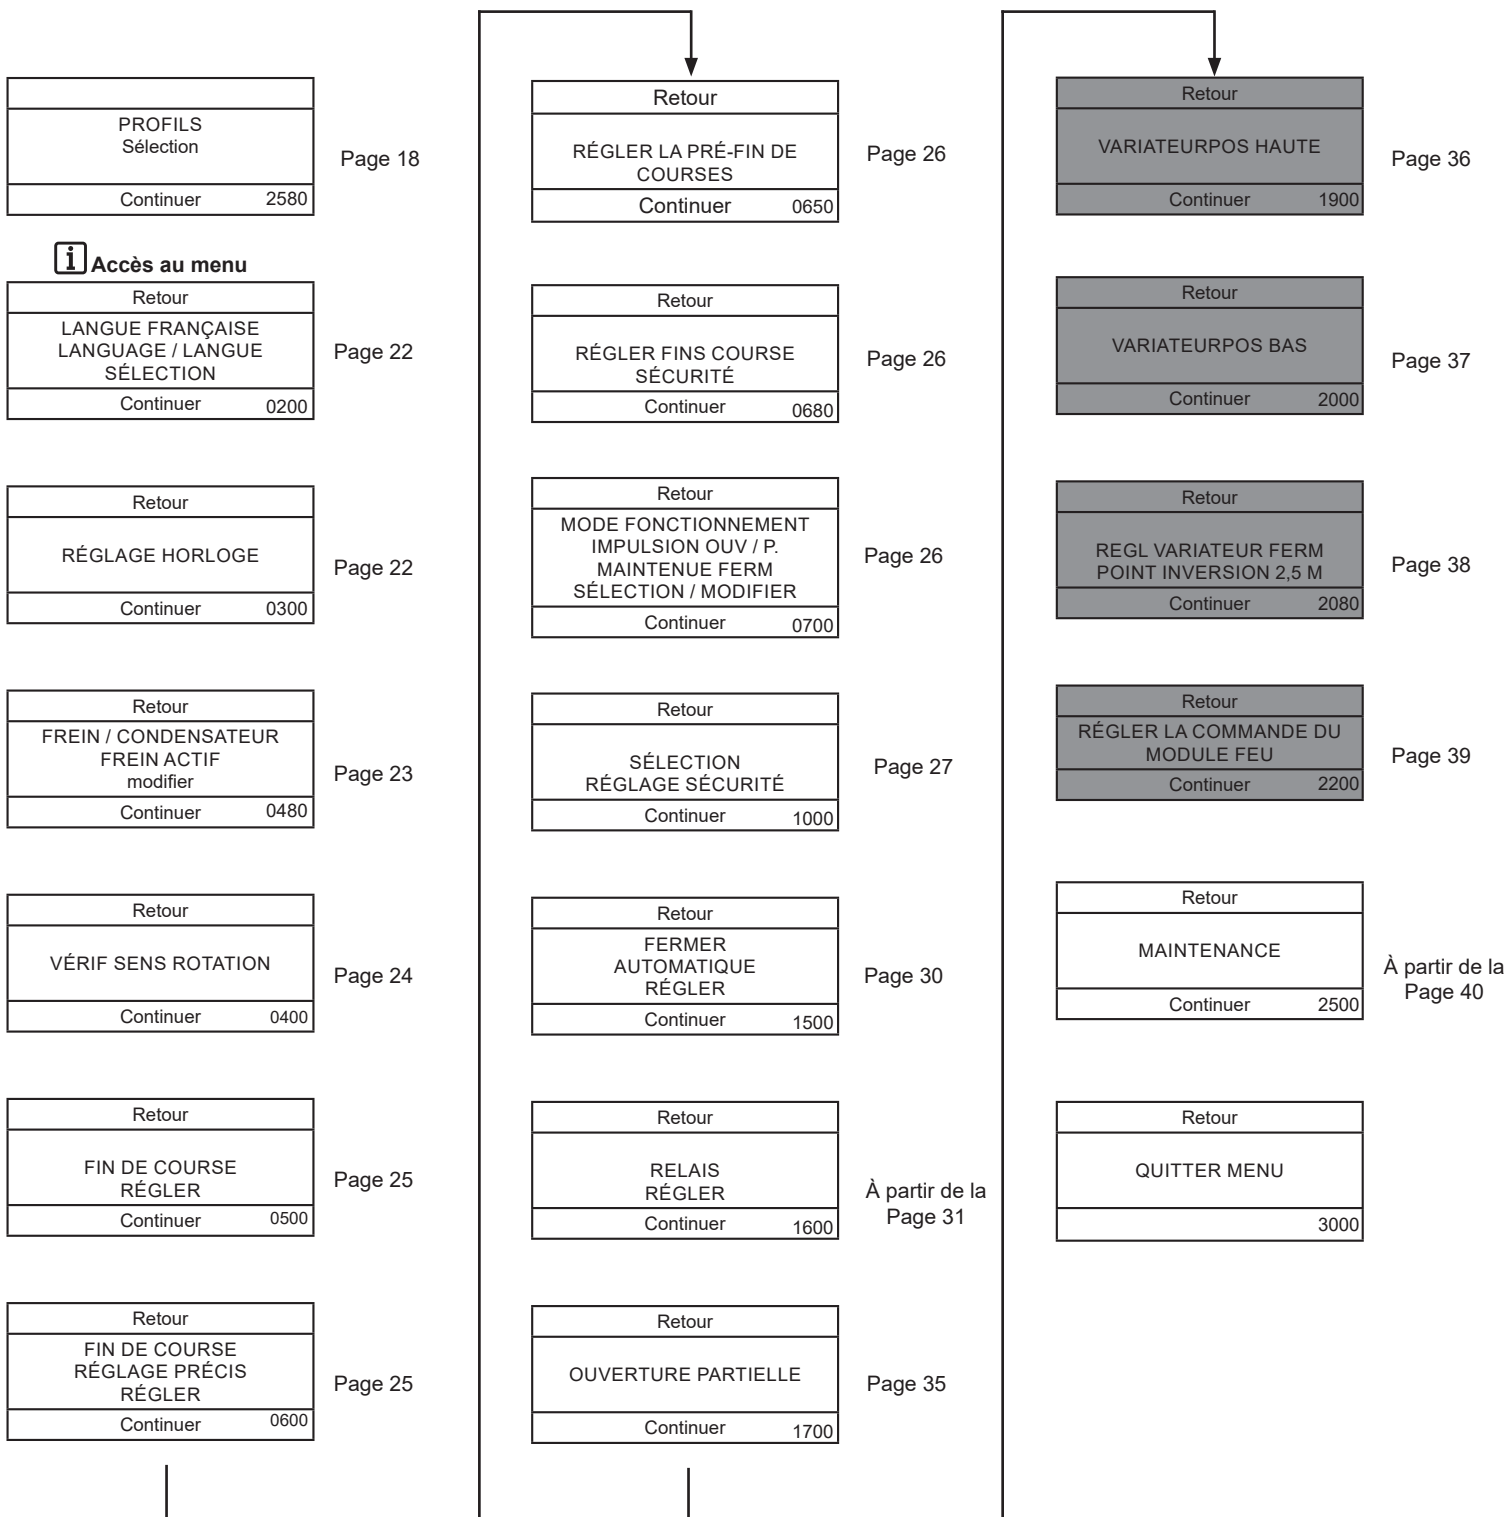 PROFILS
Sélection
Continuer 2580
Page 18
i Accès au menu
Retour
LANGUE FRANÇAISE
LANGUAGE / LANGUE
SÉLECTION
Continuer 0200
Page 22
Retour
RÉGLAGE HORLOGE
Continuer 0300
Page 22
Retour
FREIN / CONDENSATEUR
FREIN ACTIF
modifier
Continuer 0480
Page 23
Retour
VÉRIF SENS ROTATION
Continuer 0400
Page 24
Retour
FIN DE COURSE
RÉGLER
Continuer 0500
Page 25
Retour
FIN DE COURSE
RÉGLAGE PRÉCIS
RÉGLER
Continuer 0600
Page 25
Retour
RÉGLER LA PRÉ-FIN DE
COURSES
Continuer 0650
Page 26
Retour
RÉGLER FINS COURSE
SÉCURITÉ
Continuer 0680
Page 26
Retour
MODE FONCTIONNEMENT
IMPULSION OUV / P.
MAINTENUE FERM
SÉLECTION / MODIFIER
Continuer 0700
Page 26
Retour
SÉLECTION
RÉGLAGE SÉCURITÉ
Continuer 1000
Page 27
Retour
FERMER
AUTOMATIQUE
RÉGLER
Continuer 1500
Page 30
Retour
RELAIS
RÉGLER
Continuer 1600
À partir de la
Page 31
Retour
OUVERTURE PARTIELLE
Continuer 1700
Page 35
Retour
VARIATEURPOS HAUTE
Continuer 1900
Page 36
Retour
VARIATEURPOS BAS
Continuer 2000
Page 37
Retour
REGL VARIATEUR FERM
POINT INVERSION 2,5 M
Continuer 2080
Page 38
Retour
RÉGLER LA COMMANDE DU
MODULE FEU
Continuer 2200
Page 39
Retour
MAINTENANCE
Continuer 2500
À partir de la
Page 40
Retour
QUITTER MENU
3000